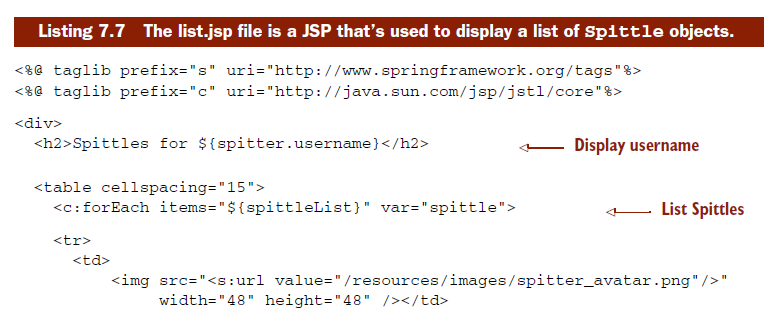 Listing 7.7 The list.jsp file is a JSP that's used to display a list of Spittle objects.
<%@ taglib prefix="s" uri="http://www.springframework.org/tags"%>
<%@ taglib prefix="c" uri="http://java.sun.com/jsp/jstl/core"%>
<div>
<h2>Spittles for ${spitter.username}</h2> Display username
<table cellspacing="15">
<c:forEach items="${spittleList}" var="spittle"> List Spittles
<tr>
<td>
<img src="<s:url value="/resources/images/spitter_avatar.png"/>"
width="48" height="48" /></td>